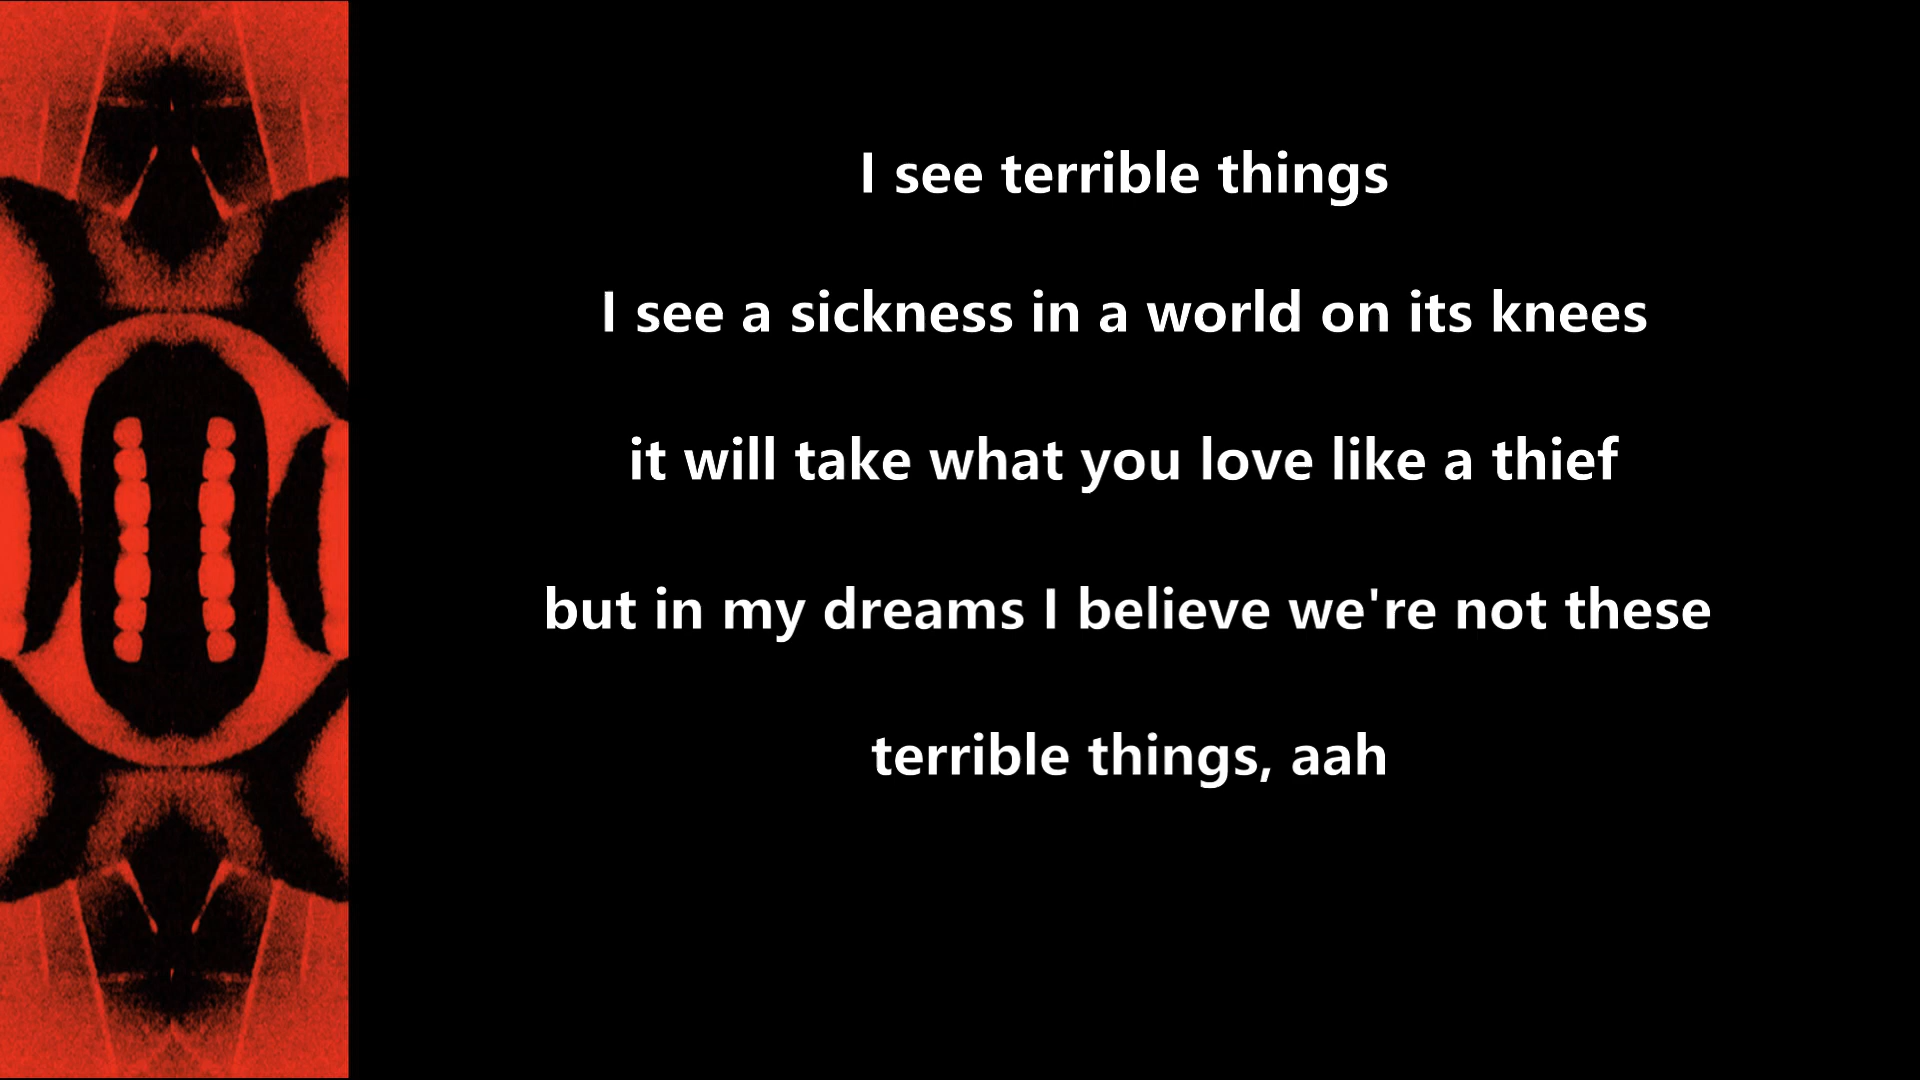 I see terrible things
I see a sickness in a world on its knees
it will take what you love like a thief
but in my dreams I believe we're not these
terrible things, aah